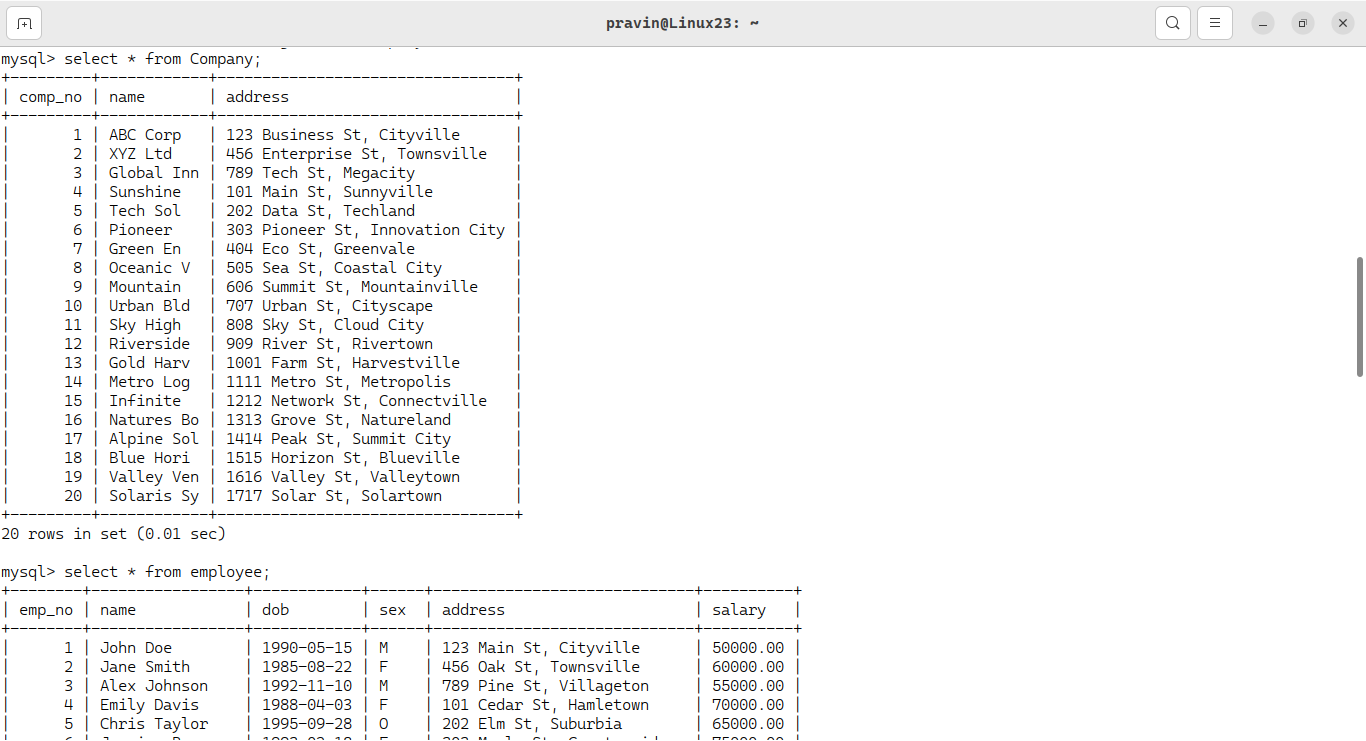 pravin@Linux23: ~
mysql> select * from Company;
+---------+------------+---------------------------------+
| comp_no | name       | address                         |
+---------+------------+---------------------------------+
|       1 | ABC Corp   | 123 Business St, Cityville      |
|       2 | XYZ Ltd    | 456 Enterprise St, Townsville   |
|       3 | Global Inn | 789 Tech St, Megacity           |
|       4 | Sunshine   | 101 Main St, Sunnyville         |
|       5 | Tech Sol   | 202 Data St, Techland           |
|       6 | Pioneer    | 303 Pioneer St, Innovation City |
|       7 | Green En   | 404 Eco St, Greenvale           |
|       8 | Oceanic V  | 505 Sea St, Coastal City        |
|       9 | Mountain   | 606 Summit St, Mountainville    |
|      10 | Urban Bld  | 707 Urban St, Cityscape         |
|      11 | Sky High   | 808 Sky St, Cloud City          |
|      12 | Riverside  | 909 River St, Rivertown         |
|      13 | Gold Harv  | 1001 Farm St, Harvestville      |
|      14 | Metro Log  | 1111 Metro St, Metropolis       |
|      15 | Infinite   | 1212 Network St, Connectville   |
|      16 | Natures Bo | 1313 Grove St, Natureland       |
|      17 | Alpine Sol | 1414 Peak St, Summit City       |
|      18 | Blue Hori  | 1515 Horizon St, Blueville      |
|      19 | Valley Ven | 1616 Valley St, Valleytown      |
|      20 | Solaris Sy | 1717 Solar St, Solartown        |
+---------+------------+---------------------------------+
20 rows in set (0.01 sec)
mysql> select * from employee;
+--------+-----------------+------------+------+-----------------------------+----------+
| emp_no | name            | dob        | sex  | address                     | salary   |
+--------+-----------------+------------+------+-----------------------------+----------+
|      1 | John Doe        | 1990-05-15 | M    | 123 Main St, Cityville      | 50000.00 |
|      2 | Jane Smith      | 1985-08-22 | F    | 456 Oak St, Townsville      | 60000.00 |
|      3 | Alex Johnson    | 1992-11-10 | M    | 789 Pine St, Villageton     | 55000.00 |
|      4 | Emily Davis     | 1988-04-03 | F    | 101 Cedar St, Hamletown     | 70000.00 |
|      5 | Chris Taylor    | 1995-09-28 | O    | 202 Elm St, Suburbia        | 65000.00 |